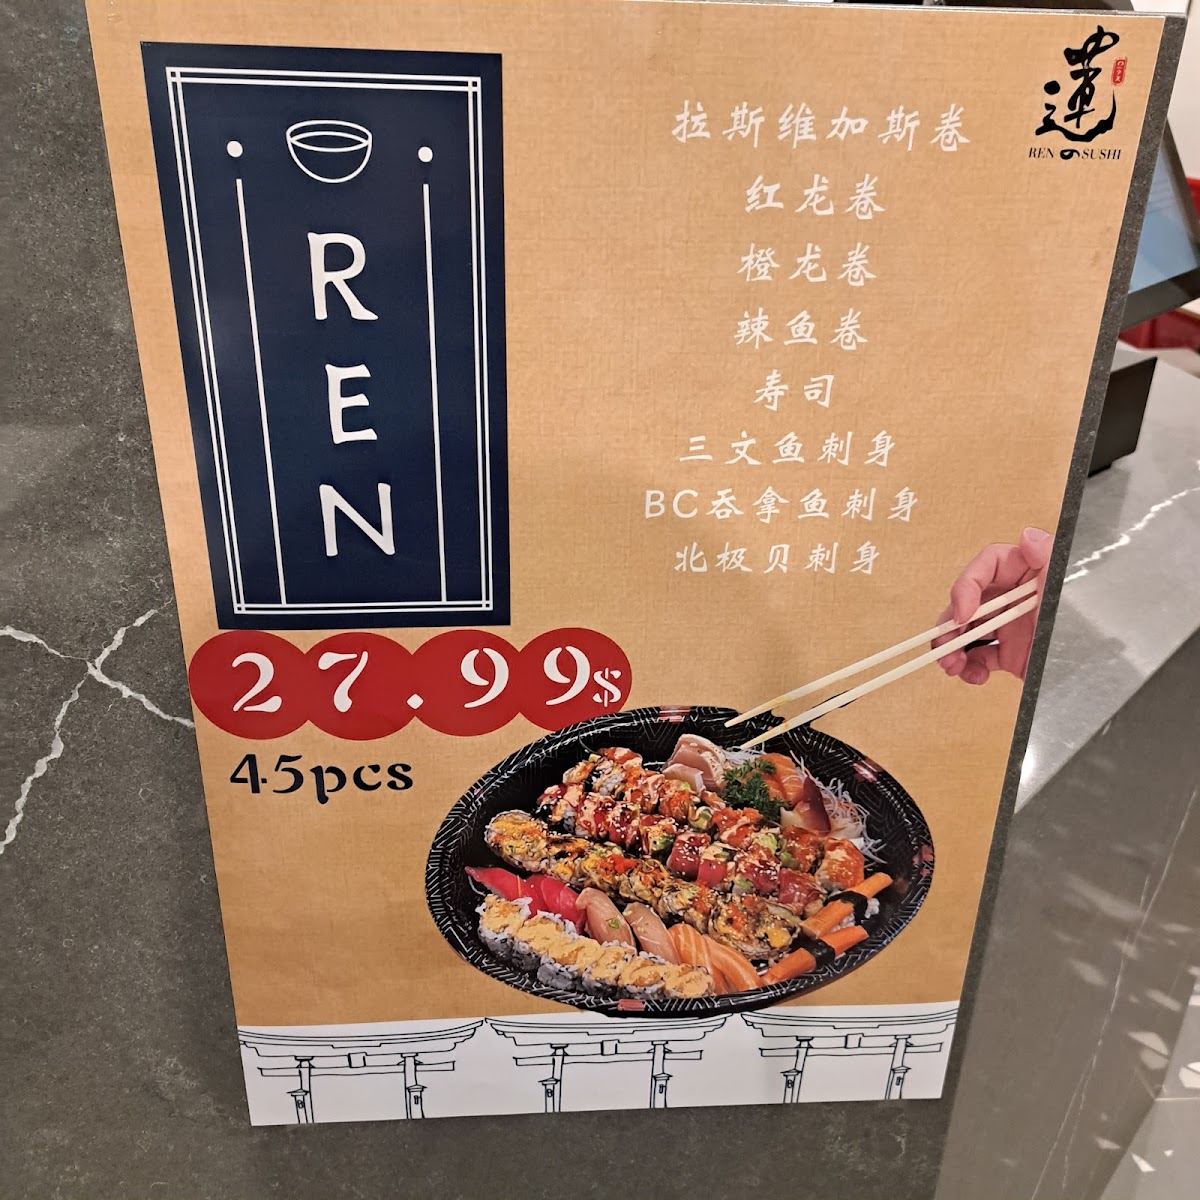 蓮
REN の SUSHI
REN
拉斯维加斯卷
红龙卷
橙龙卷
辣鱼卷
寿司
三文鱼刺身
BC吞拿鱼刺身
北极贝刺身
27.99$
45pcs